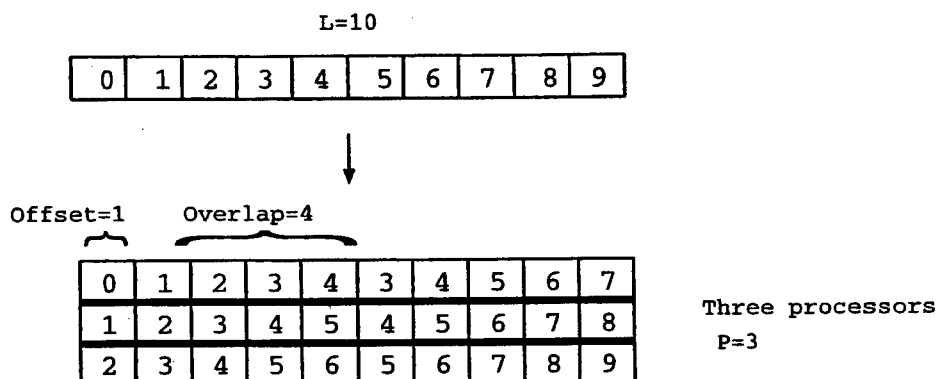 L=10
0 1 2 3 4 5 6 7 8 9
Offset=1 Overlap=4
0 1 2 3 4 3 4 5 6 7
1 2 3 4 5 4 5 6 7 8
2 3 4 5 6 5 6 7 8 9
Three processors
P=3